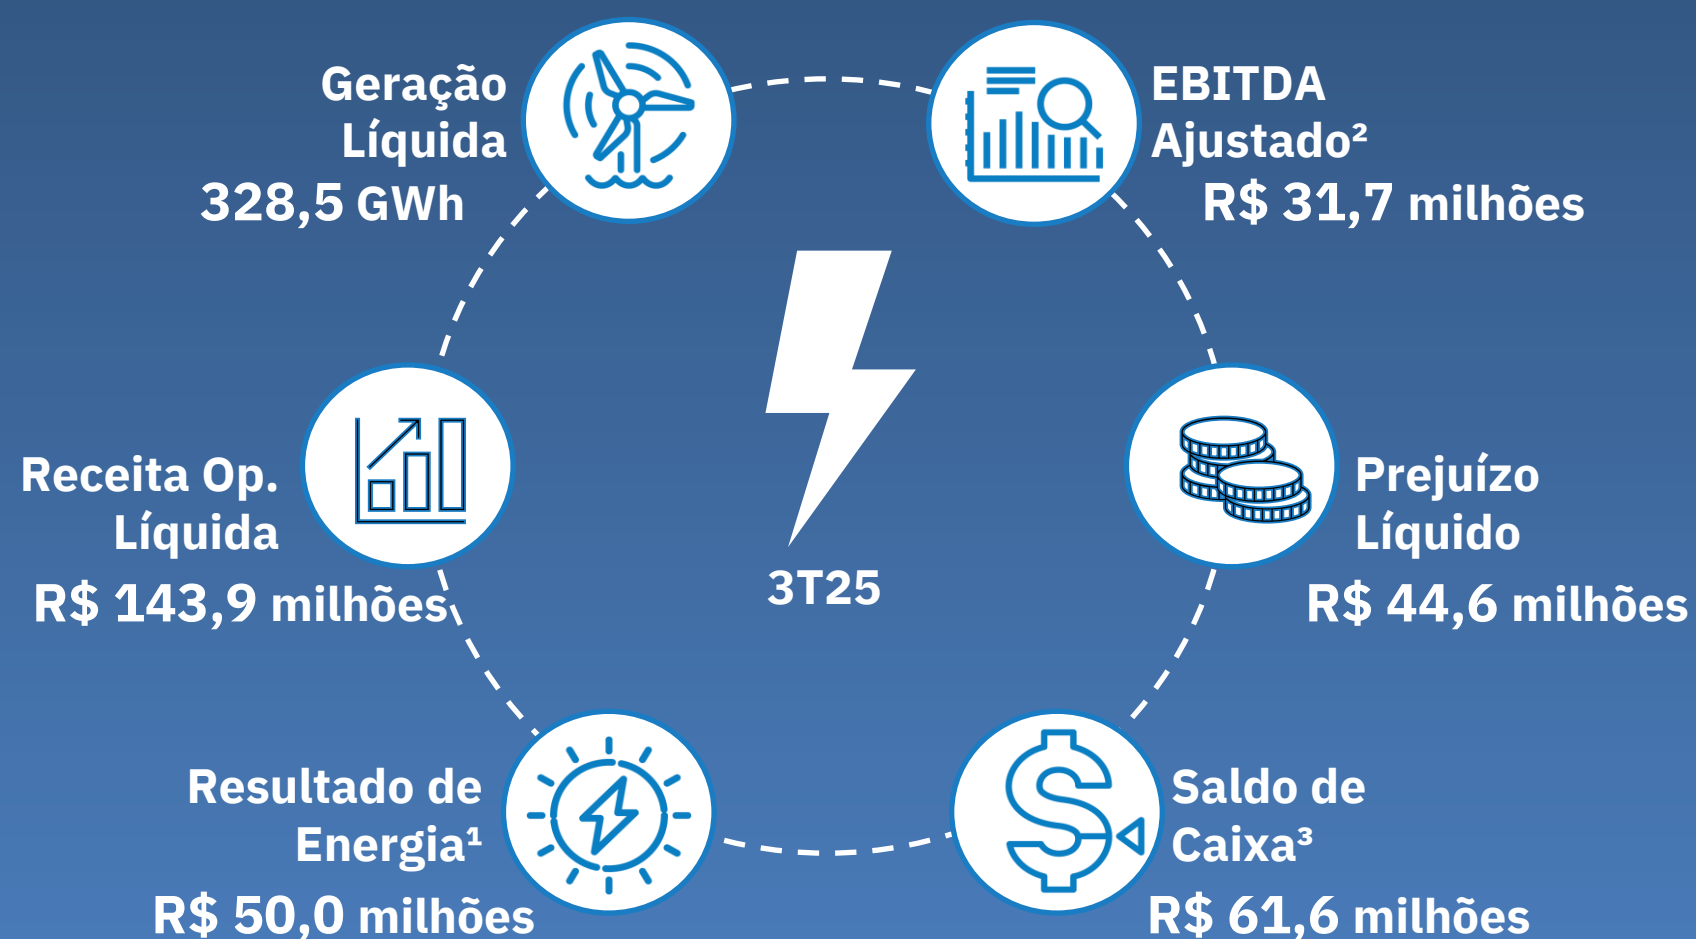 Geração
Líquida
328,5 GWh
EBITDA
Ajustado²
R$ 31,7 milhões
Receita Op.
Líquida
R$ 143,9 milhões
3T25
Prejuízo
Líquido
R$ 44,6 milhões
Resultado de
Energia¹
R$ 50,0 milhões
Saldo de
Caixa³
R$ 61,6 milhões